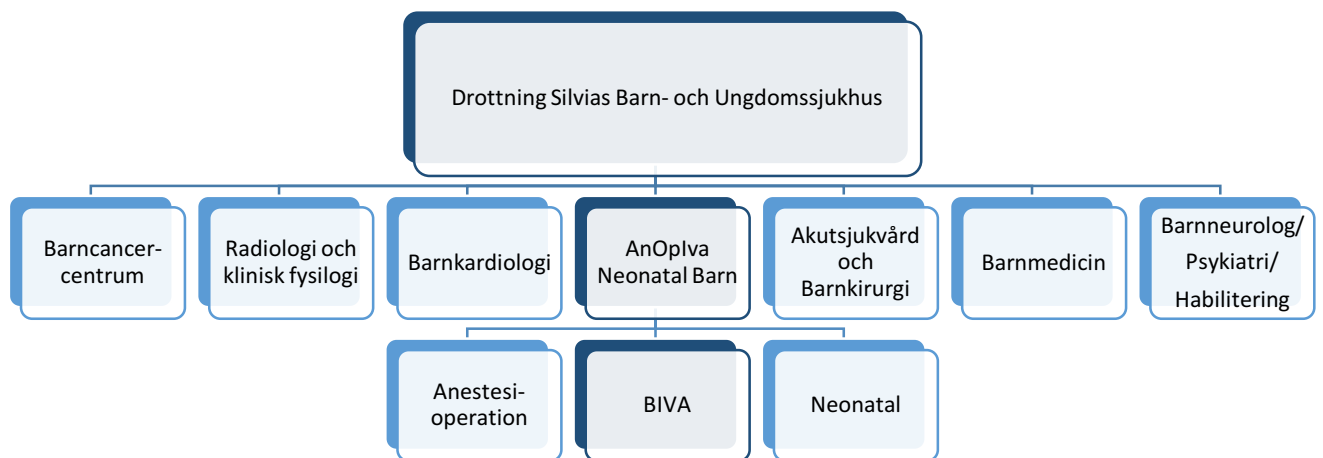 Drottning Silvias Barn- och Ungdomssjukhus
Barncancer-
centrum
Radiologi och
klinisk fysilogi
Barnkardiologi
AnOpIva
Neonatal Barn
Akutsjukvård
och
Barnkirurgi
Barnmedicin
Barnneurolog/
Psykiatri/
Habilitering
Anestesi-
operation
BIVA
Neonatal